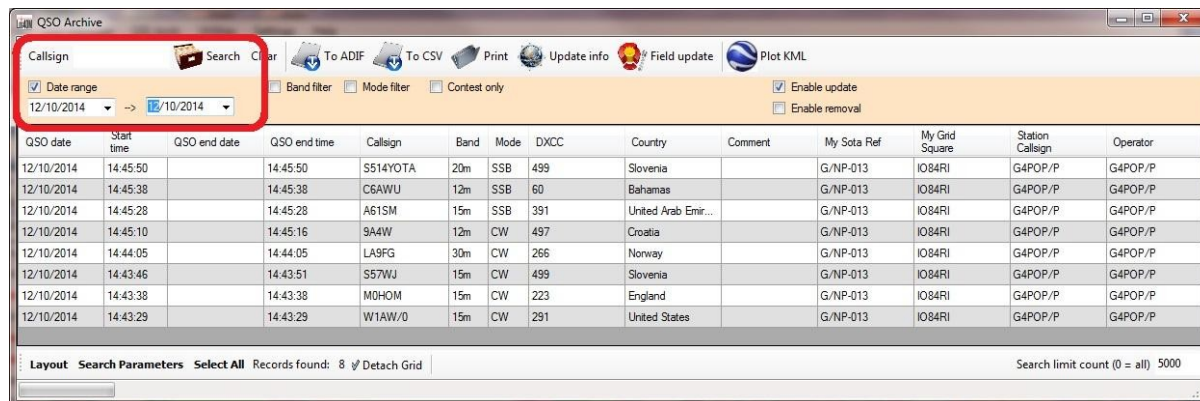 QSO Archive
Callsign Search Clear To ADIF To CSV Print Update info Field update Plot KML
Date range Band filter Mode filter Contest only Enable update
12/10/2014 --> 12/10/2014 Enable removal
QSO date Start time QSO end date QSO end time Callsign Band Mode DXCC Country Comment My Sota Ref My Grid Square Station Callsign Operator
12/10/2014 14:45:50 14:45:50 S514YOTA 20m SSB 499 Slovenia G/NP-013 IO84RI G4POP/P G4POP/P
12/10/2014 14:45:38 14:45:38 C6AWU 12m SSB 60 Bahamas G/NP-013 IO84RI G4POP/P G4POP/P
12/10/2014 14:45:28 14:45:28 A61SM 15m SSB 391 United Arab Emir... G/NP-013 IO84RI G4POP/P G4POP/P
12/10/2014 14:45:10 14:45:16 9A4W 12m CW 497 Croatia G/NP-013 IO84RI G4POP/P G4POP/P
12/10/2014 14:44:05 14:44:05 LA9FG 30m CW 266 Norway G/NP-013 IO84RI G4POP/P G4POP/P
12/10/2014 14:43:46 14:43:51 S57WJ 15m CW 499 Slovenia G/NP-013 IO84RI G4POP/P G4POP/P
12/10/2014 14:43:38 14:43:38 M0HOM 15m CW 223 England G/NP-013 IO84RI G4POP/P G4POP/P
12/10/2014 14:43:29 14:43:29 W1AW/0 15m CW 291 United States G/NP-013 IO84RI G4POP/P G4POP/P
Layout Search Parameters Select All Records found: 8 Detach Grid Search limit count (0 = all) 5000